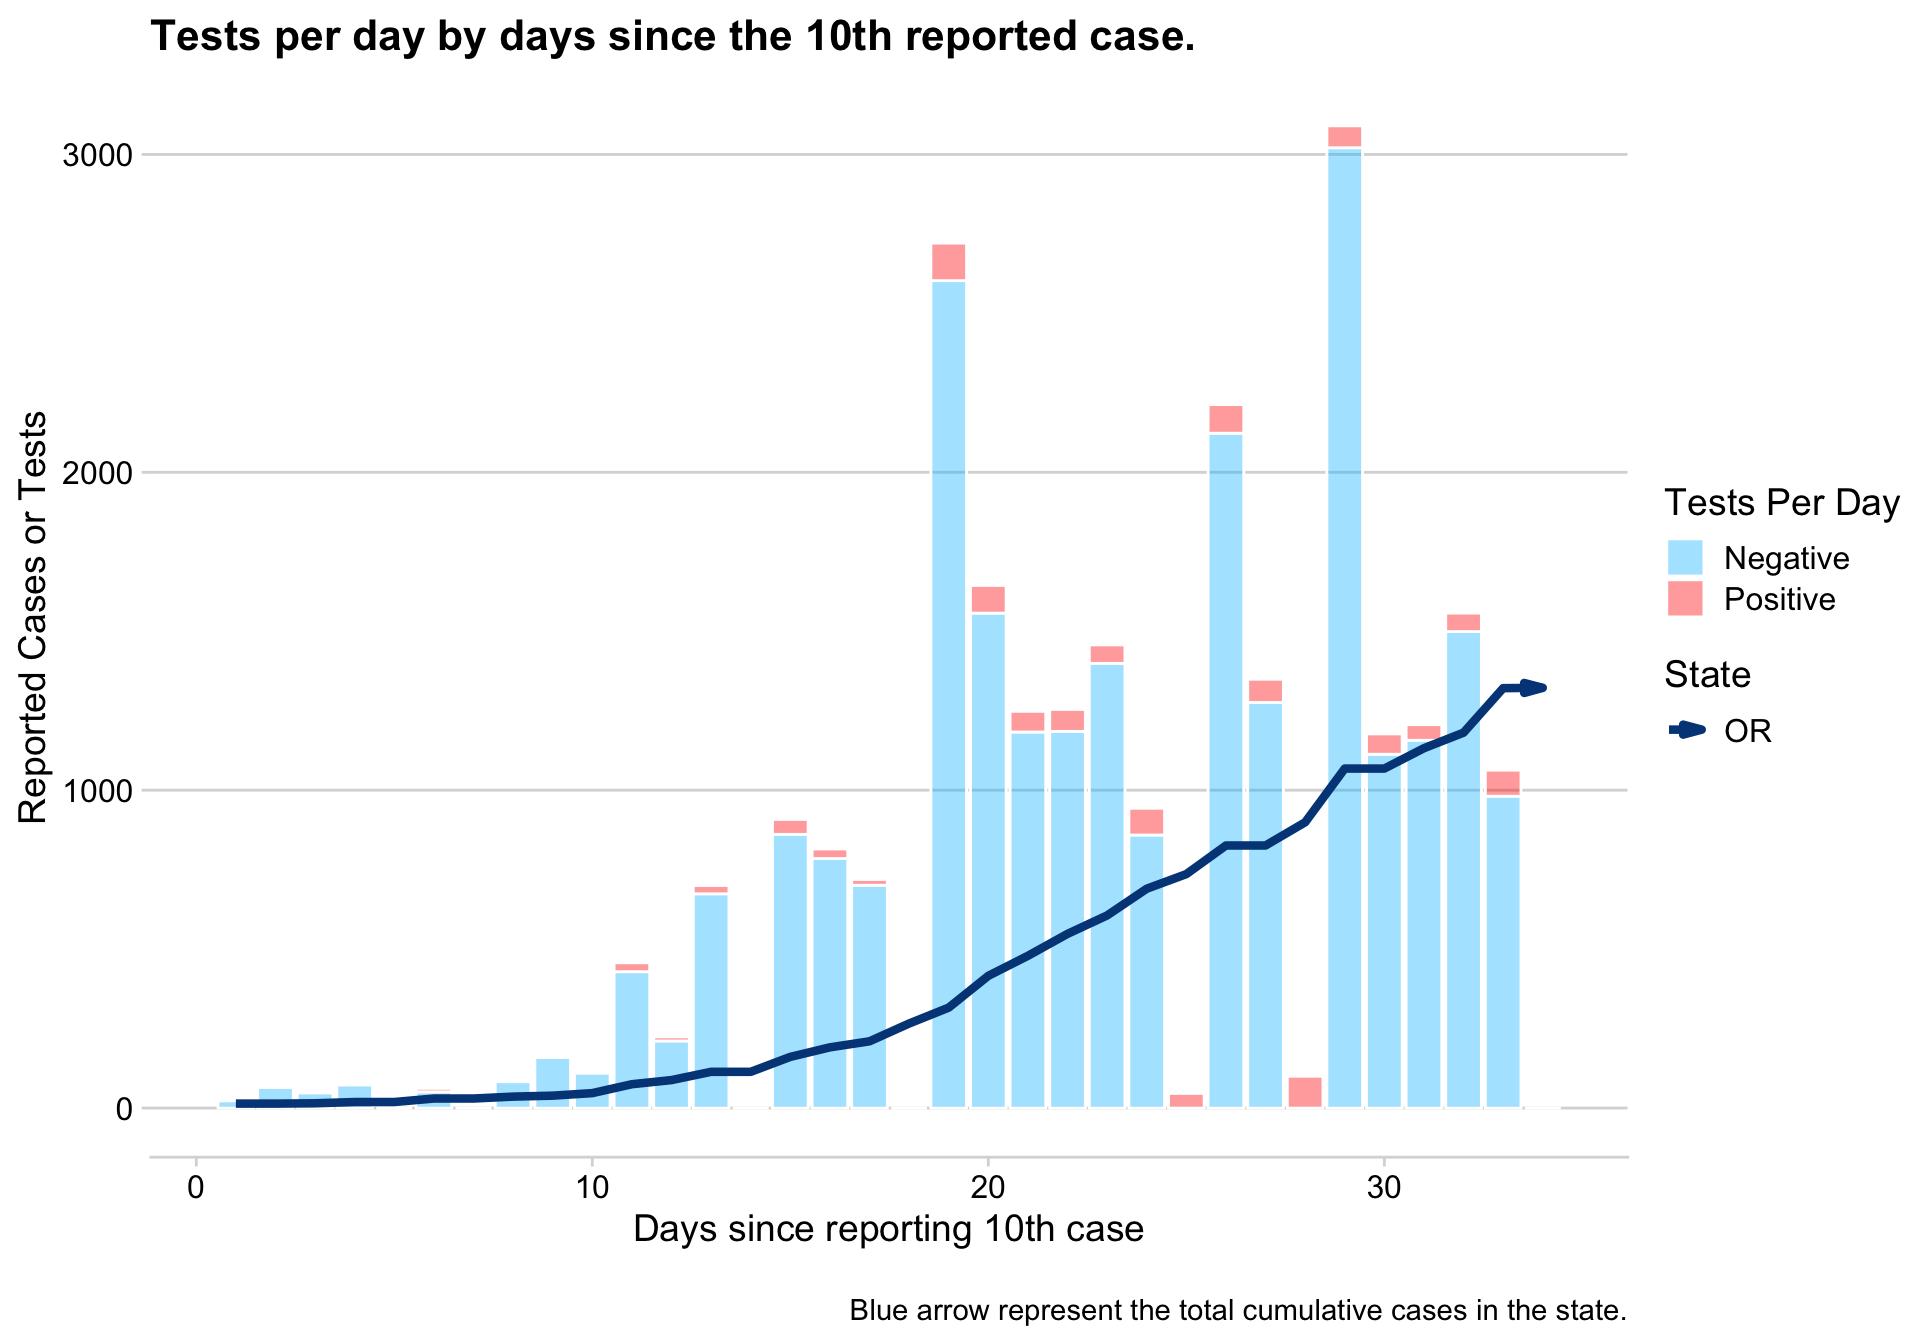 Tests per day by days since the 10th reported case.
3000
2000
1000
0
Reported Cases or Tests
0 10 20 30
Days since reporting 10th case
Tests Per Day
Negative
Positive
State
OR
Blue arrow represent the total cumulative cases in the state.